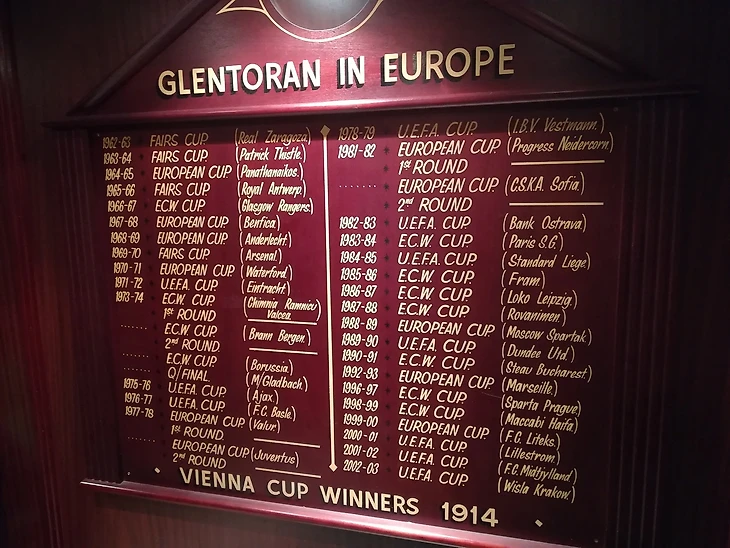 GLENTORAN IN EUROPE
1962-63 FAIRS CUP (Real Zaragoza.)
1963-64 FAIRS CUP (Patrick Thistle.)
1964-65 EUROPEAN CUP (Panathanaikos.)
1965-66 FAIRS CUP (Royal Antwerp.)
1966-67 E.C.W. CUP (Glasgow Rangers.)
1967-68 EUROPEAN CUP (Benfica.)
1968-69 EUROPEAN CUP (Anderlecht.)
1969-70 FAIRS CUP (Arsenal.)
1970-71 EUROPEAN CUP (Waterford.)
1971-72 U.E.F.A. CUP (Eintracht.)
1973-74 E.C.W. CUP (Chimnia Ramnicu
1st ROUND Valcea.)
........ E.C.W. CUP (Brann Bergen.)
2nd ROUND
........ E.C.W. CUP (Borussia)
Q/FINAL (M/Gladbach.)
1975-76 U.E.F.A. CUP (Ajax.)
1976-77 U.E.F.A. CUP (F.C. Basle.)
1977-78 EUROPEAN CUP (Valur.)
1st ROUND
........ EUROPEAN CUP (Juventus)
2nd ROUND
1978-79 U.E.F.A. CUP (I.B.V. Vestmann.)
1981-82 EUROPEAN CUP (Progress Neidercorn.)
1st ROUND
........ EUROPEAN CUP (C.S.K.A. Sofia.)
2nd ROUND
1982-83 U.E.F.A. CUP (Bank Ostrava.)
1983-84 E.C.W. CUP (Paris S.G.)
1984-85 U.E.F.A. CUP (Standard Liege.)
1985-86 E.C.W. CUP (Fram.)
1986-87 E.C.W. CUP (Loko Leipzig.)
1987-88 E.C.W. CUP (Rovanimen.)
1988-89 EUROPEAN CUP (Moscow Spartak.)
1989-90 U.E.F.A. CUP (Dundee Utd.)
1990-91 E.C.W. CUP (Steau Bucharest.)
1992-93 EUROPEAN CUP (Marseille.)
1996-97 E.C.W. CUP (Sparta Prague.)
1998-99 E.C.W. CUP (Maccabi Haifa.)
1999-00 EUROPEAN CUP (F.C. Liteks.)
2000-01 U.E.F.A. CUP (Lillestrom.)
2001-02 U.E.F.A. CUP (F.C. Midtjylland.)
2002-03 U.E.F.A. CUP (Wisla Krakow.)
VIENNA CUP WINNERS 1914